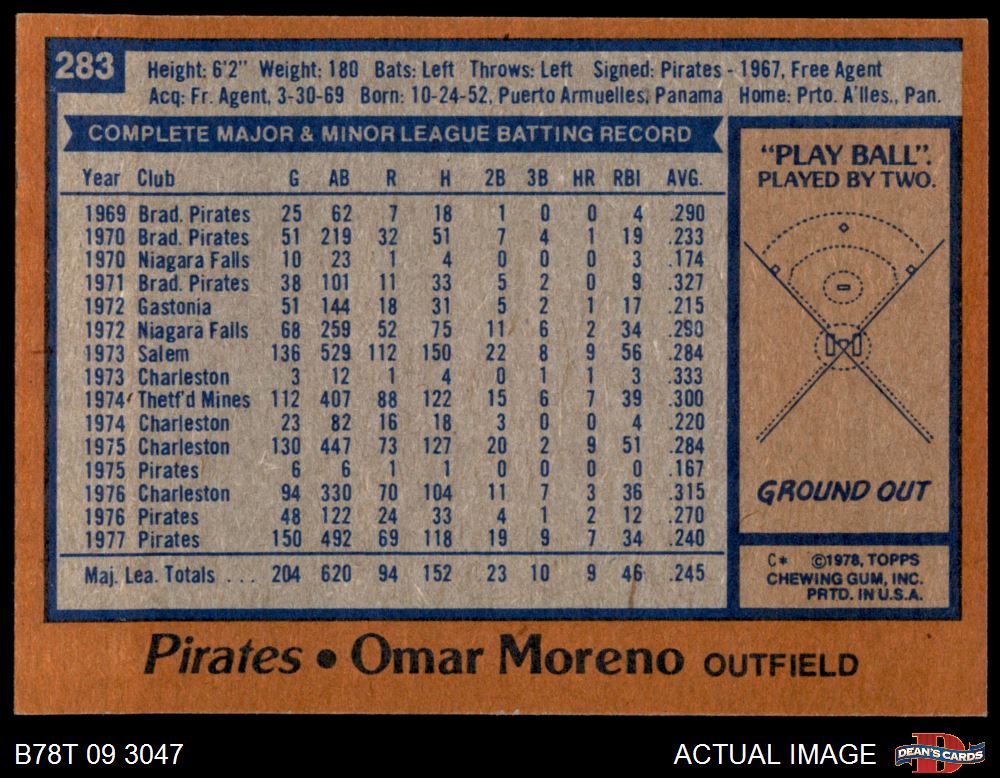 283
Height: 6'2" Weight: 180 Bats: Left Throws: Left Signed: Pirates - 1967, Free Agent
Acq: Fr. Agent, 3-30-69 Born: 10-24-52, Puerto Armuelles, Panama Home: Prto. A'lles., Pan.
COMPLETE MAJOR & MINOR LEAGUE BATTING RECORD
Year Club G AB R H 2B 3B HR RBI AVG.
1969 Brad. Pirates 25 62 7 18 1 0 0 4 .290
1970 Brad. Pirates 51 219 32 51 7 4 1 19 .233
1970 Niagara Falls 10 23 1 4 0 0 0 3 .174
1971 Brad. Pirates 38 101 11 33 5 2 0 9 .327
1972 Gastonia 51 144 18 31 5 2 1 17 .215
1972 Niagara Falls 68 259 52 75 11 6 2 34 .290
1973 Salem 136 529 112 150 22 8 9 56 .284
1973 Charleston 3 12 1 4 0 1 1 3 .333
1974 Thetf'd Mines 112 407 88 122 15 6 7 39 .300
1974 Charleston 23 82 16 18 3 0 0 4 .220
1975 Charleston 130 447 73 127 20 2 9 51 .284
1975 Pirates 6 6 1 1 0 0 0 0 .167
1976 Charleston 94 330 70 104 11 7 3 36 .315
1976 Pirates 48 122 24 33 4 1 2 12 .270
1977 Pirates 150 492 69 118 19 9 7 34 .240
Maj. Lea. Totals . . . 204 620 94 152 23 10 9 46 .245
"PLAY BALL".
PLAYED BY TWO.
GROUND OUT
C* ©1978, TOPPS
CHEWING GUM, INC.
PRTD. IN U.S.A.
Pirates • Omar Moreno OUTFIELD
B78T 09 3047
ACTUAL IMAGE
D
DEAN'S CARDS